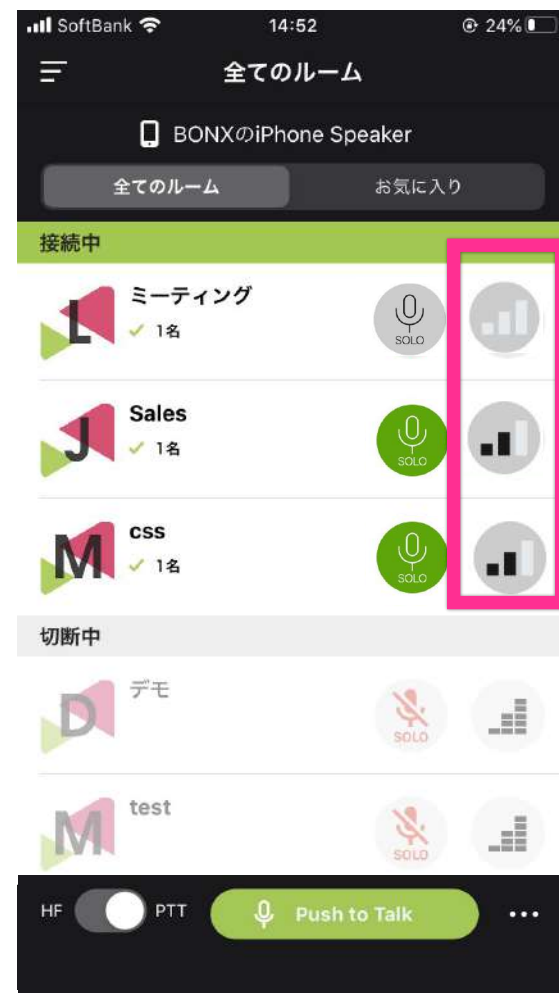 SoftBank 14:52 24%
全てのルーム
BONXのiPhone Speaker
全てのルーム お気に入り
接続中
L ミーティング
1名
SOLO
J Sales
1名
SOLO
M css
1名
SOLO
切断中
D デモ
SOLO
M test
SOLO
HF PTT Push to Talk